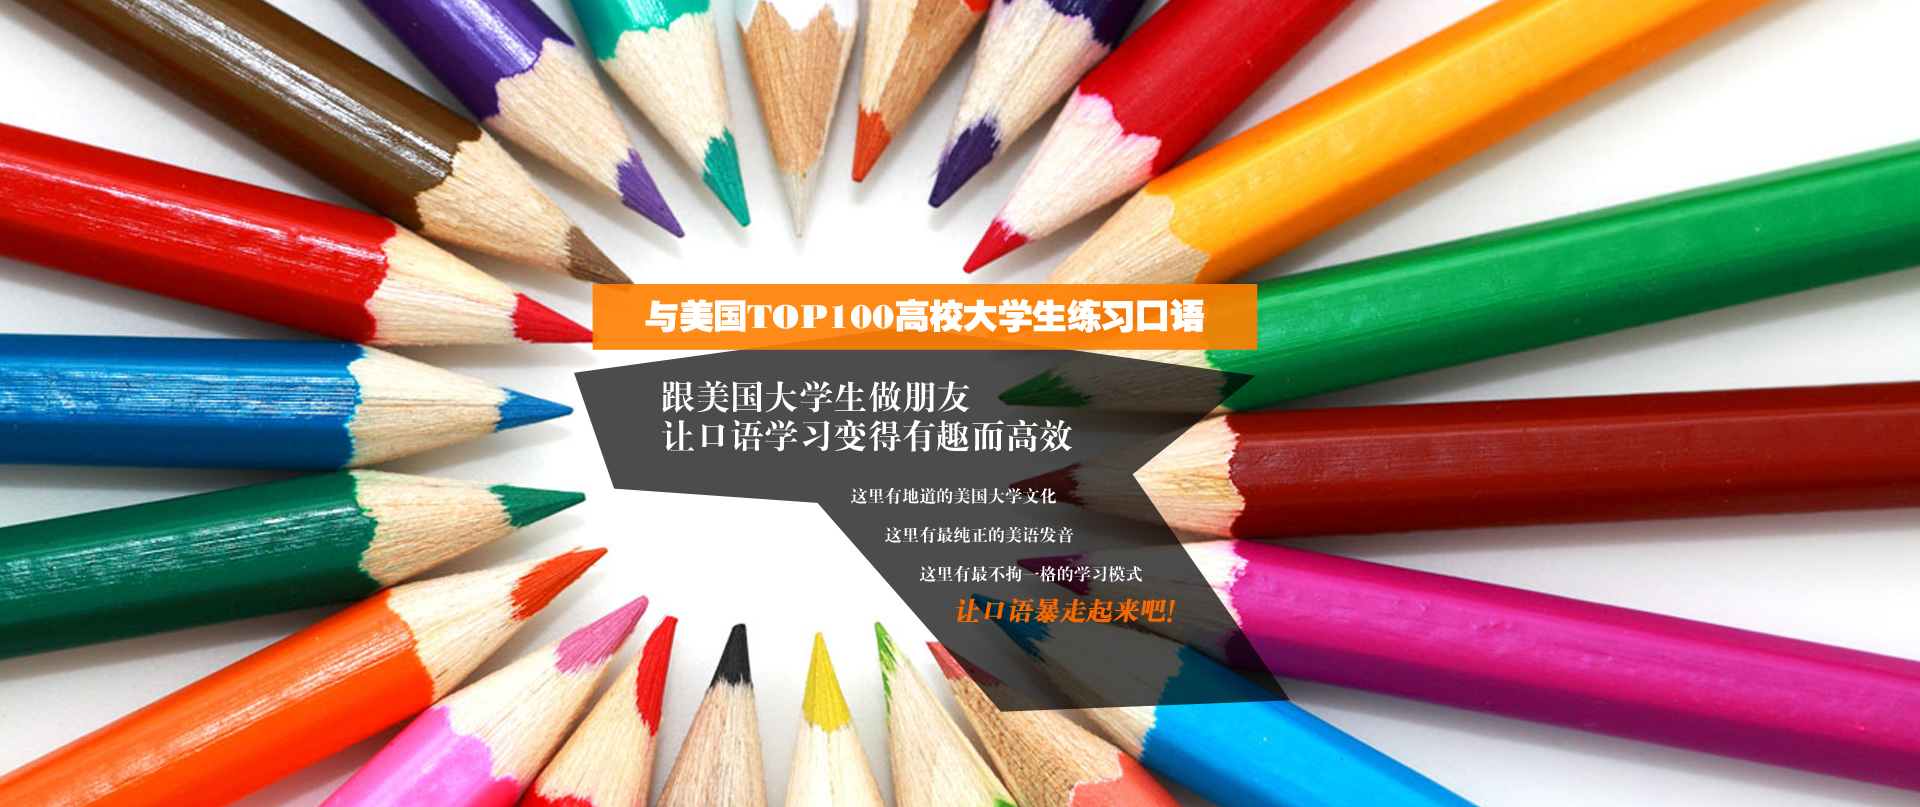 与美国TOP100高校大学生练习口语
跟美国大学生做朋友
让口语学习变得有趣而高效
这里有地道的美国大学文化
这里有最纯正的美语发音
这里有最不拘一格的学习模式
让口语暴走起来吧!